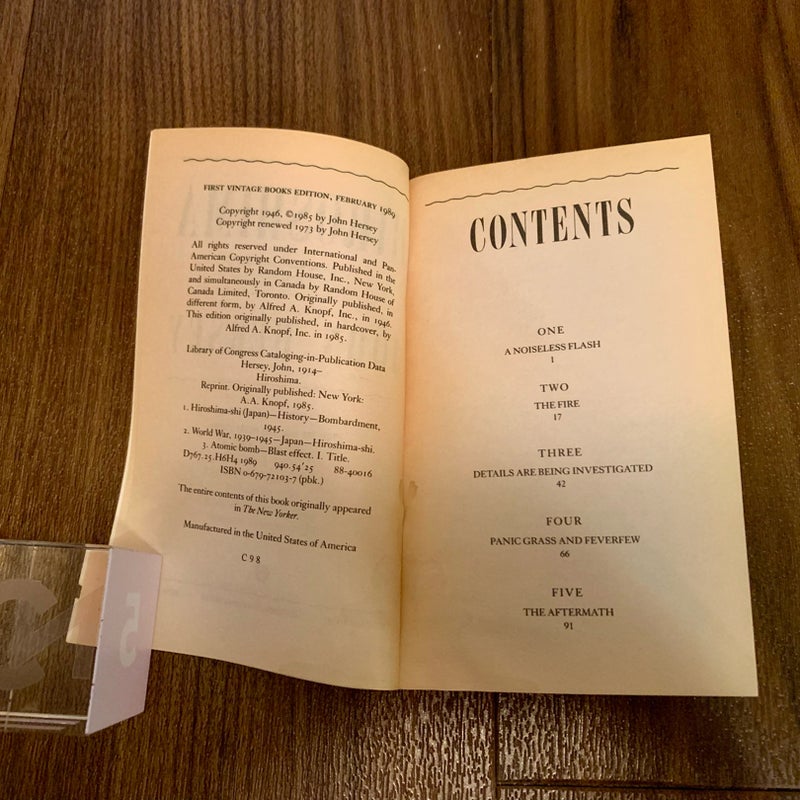 FIRST VINTAGE BOOKS EDITION, FEBRUARY 1989
Copyright 1946, ©1985 by John Hersey
Copyright renewed 1973 by John Hersey
All rights reserved under International and Pan-
American Copyright Conventions. Published in the
United States by Random House, Inc., New York,
and simultaneously in Canada by Random House of
Canada Limited, Toronto. Originally published, in
different form, by Alfred A. Knopf, Inc., in 1946.
This edition originally published, in hardcover, by
Alfred A. Knopf, Inc. in 1985.
Library of Congress Cataloging-in-Publication Data
Hersey, John, 1914–
Hiroshima.
Reprint. Originally published: New York:
A.A. Knopf, 1985.
1. Hiroshima-shi (Japan)—History—Bombardment,
1945.
2. World War, 1939–1945—Japan—Hiroshima-shi.
3. Atomic bomb—Blast effect. I. Title.
D767.25.H6H4 1989 940.54'25 88-40016
ISBN 0-679-72103-7 (pbk.)
The entire contents of this book originally appeared
in The New Yorker.
Manufactured in the United States of America
C98
CONTENTS
ONE
A NOISELESS FLASH
1
TWO
THE FIRE
17
THREE
DETAILS ARE BEING INVESTIGATED
42
FOUR
PANIC GRASS AND FEVERFEW
66
FIVE
THE AFTERMATH
91